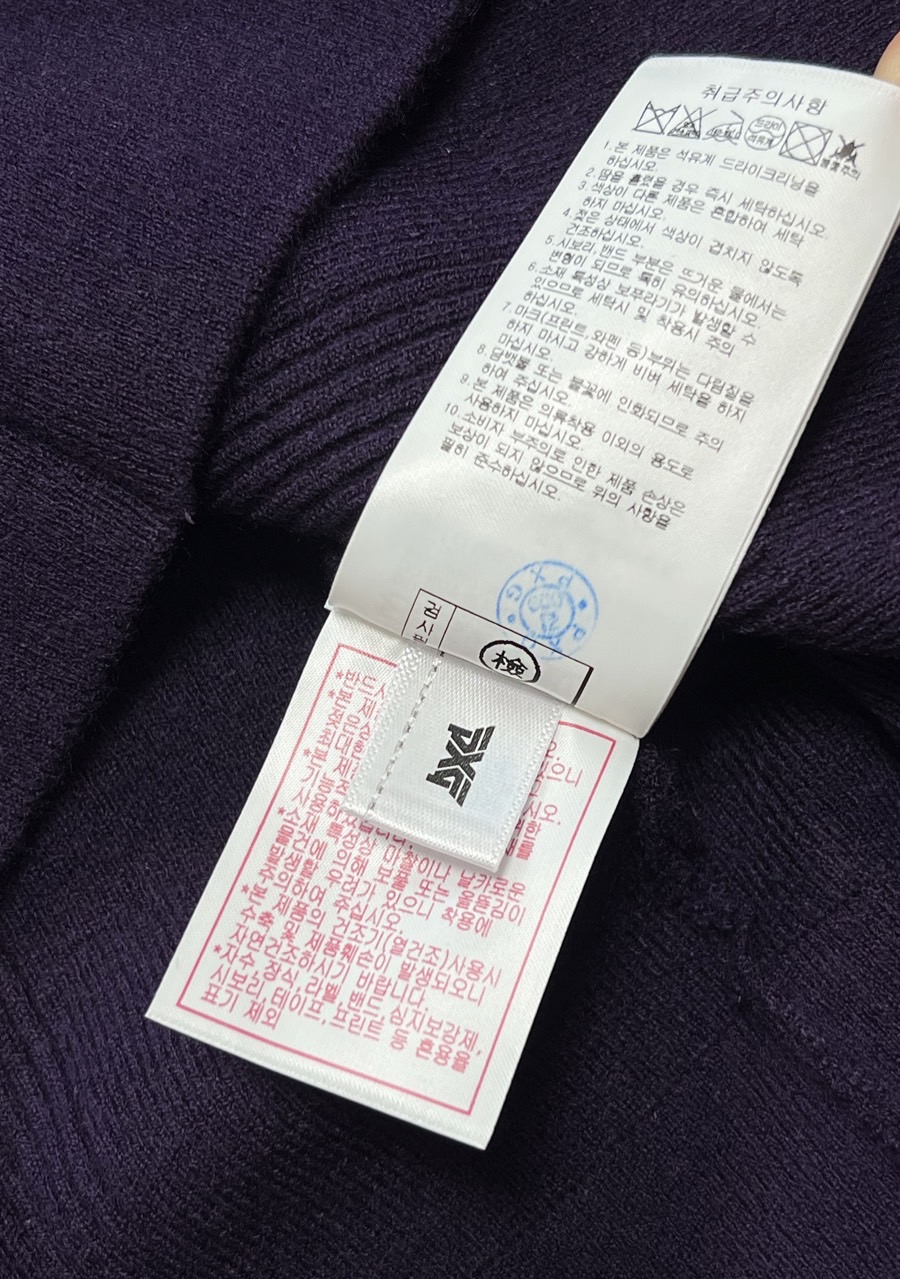 취급주의사항
드라이
석유계
1.본 제품은 석유계 드라이크리닝을
하십시오.
2.땀을 흘렸을 경우 즉시 세탁하십시오.
3.색상이 다른 제품은 혼합하여 세탁
하지 마십시오.
4.젖은 상태에서 색상이 겹치지 않도록
건조하십시오.
5.시보리,밴드 부분은 뜨거운 물에서는
변형이 되므로 특히 유의하십시오.
6.소재 특성상 보푸라기가 발생할 수
있으므로 세탁시 및 착용시 주의
하십시오.
7.마크(프린트,와펜 등)부위는 다림질을
하지 마시고 강하게 비벼 세탁을 하지
마십시오.
8.담뱃불 또는 불꽃에 인화되므로 주의
하여 주십시오.
9.본 제품은 의류착용 이외의 용도로
사용하지 마십시오.
10.소비자 부주의로 인한 제품 손상은
보상이 되지 않으므로 위의 사항을
필히 준수하십시오.
검사
檢
PXG
*반드시
*본 제
*본 제
*소재 특성상 마찰이나 날카로운
물건에 의해 보풀 또는 올뜯김이
발생할 우려가 있으니 착용에
주의하여 주십시오.
*본 제품의 건조기(열건조)사용시
수축 및 제품훼손이 발생되오니
자연건조하시기 바랍니다.
*자수,장식,라벨,밴드,심지보강제,
시보리,테이프,프린트 등 혼용율
표기 제외